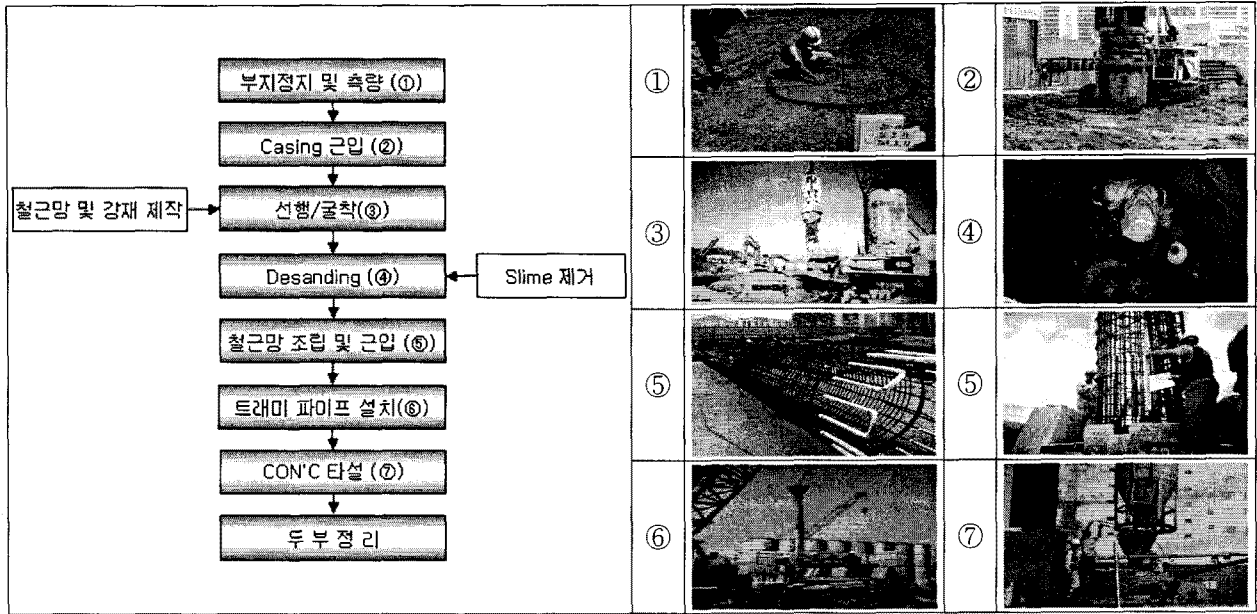 부지정지 및 측량 (①)
Casing 근입 (②)
철근망 및 강재 제작
선행/굴착(③)
Desanding (④)
Slime 제거
철근망 조립 및 근입 (⑤)
트래미 파이프 설치(⑥)
CON'C 타설 (⑦)
두 부 정 리
①
②
③
④
⑤
⑤
⑥
⑦